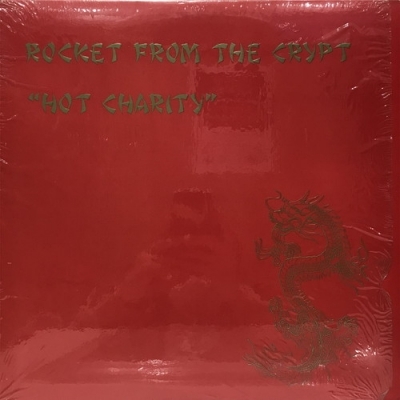 ROCKET FROM THE CRYPT
"HOT CHARITY"